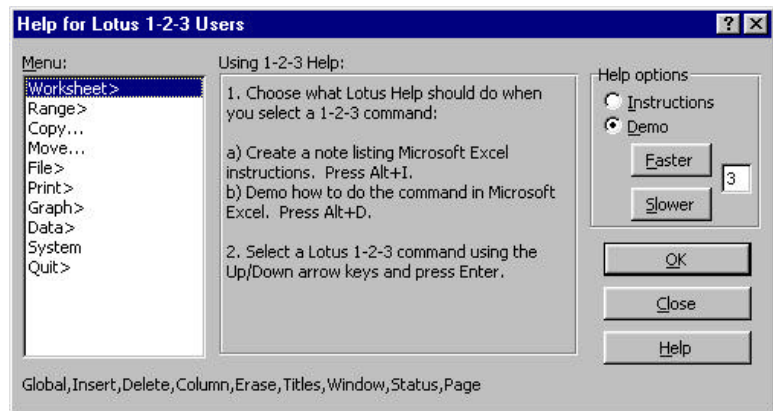 Help for Lotus 1-2-3 Users
Menu:
Worksheet>
Range>
Copy...
Move...
File>
Print>
Graph>
Data>
System
Quit>
Using 1-2-3 Help:
1. Choose what Lotus Help should do when
you select a 1-2-3 command:
a) Create a note listing Microsoft Excel
instructions. Press Alt+I.
b) Demo how to do the command in Microsoft
Excel. Press Alt+D.
2. Select a Lotus 1-2-3 command using the
Up/Down arrow keys and press Enter.
Help options
Instructions
Demo
Faster
3
Slower
OK
Close
Help
Global,Insert,Delete,Column,Erase,Titles,Window,Status,Page